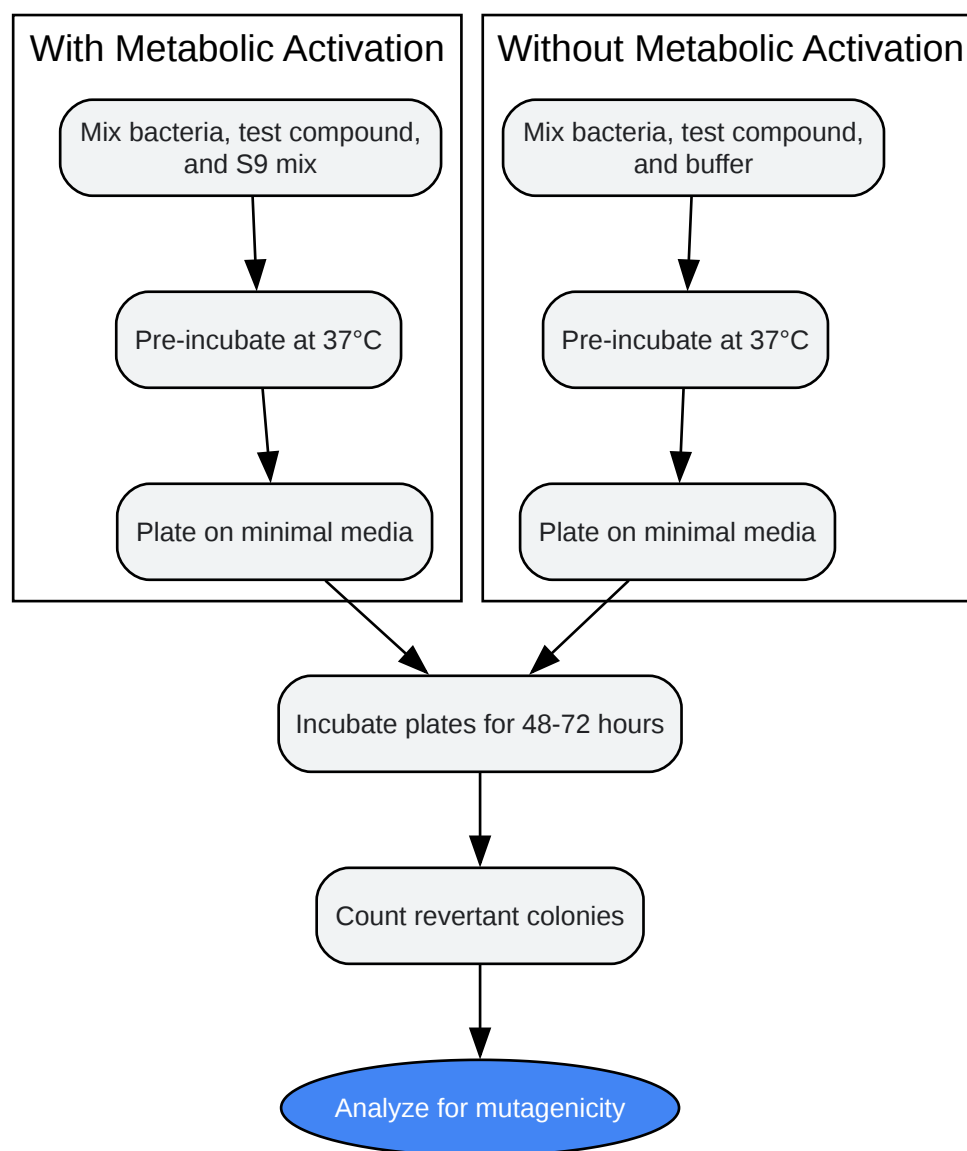 With Metabolic Activation
Mix bacteria, test compound,
and S9 mix
Pre-incubate at 37°C
Plate on minimal media
Without Metabolic Activation
Mix bacteria, test compound,
and buffer
Pre-incubate at 37°C
Plate on minimal media
Incubate plates for 48-72 hours
Count revertant colonies
Analyze for mutagenicity